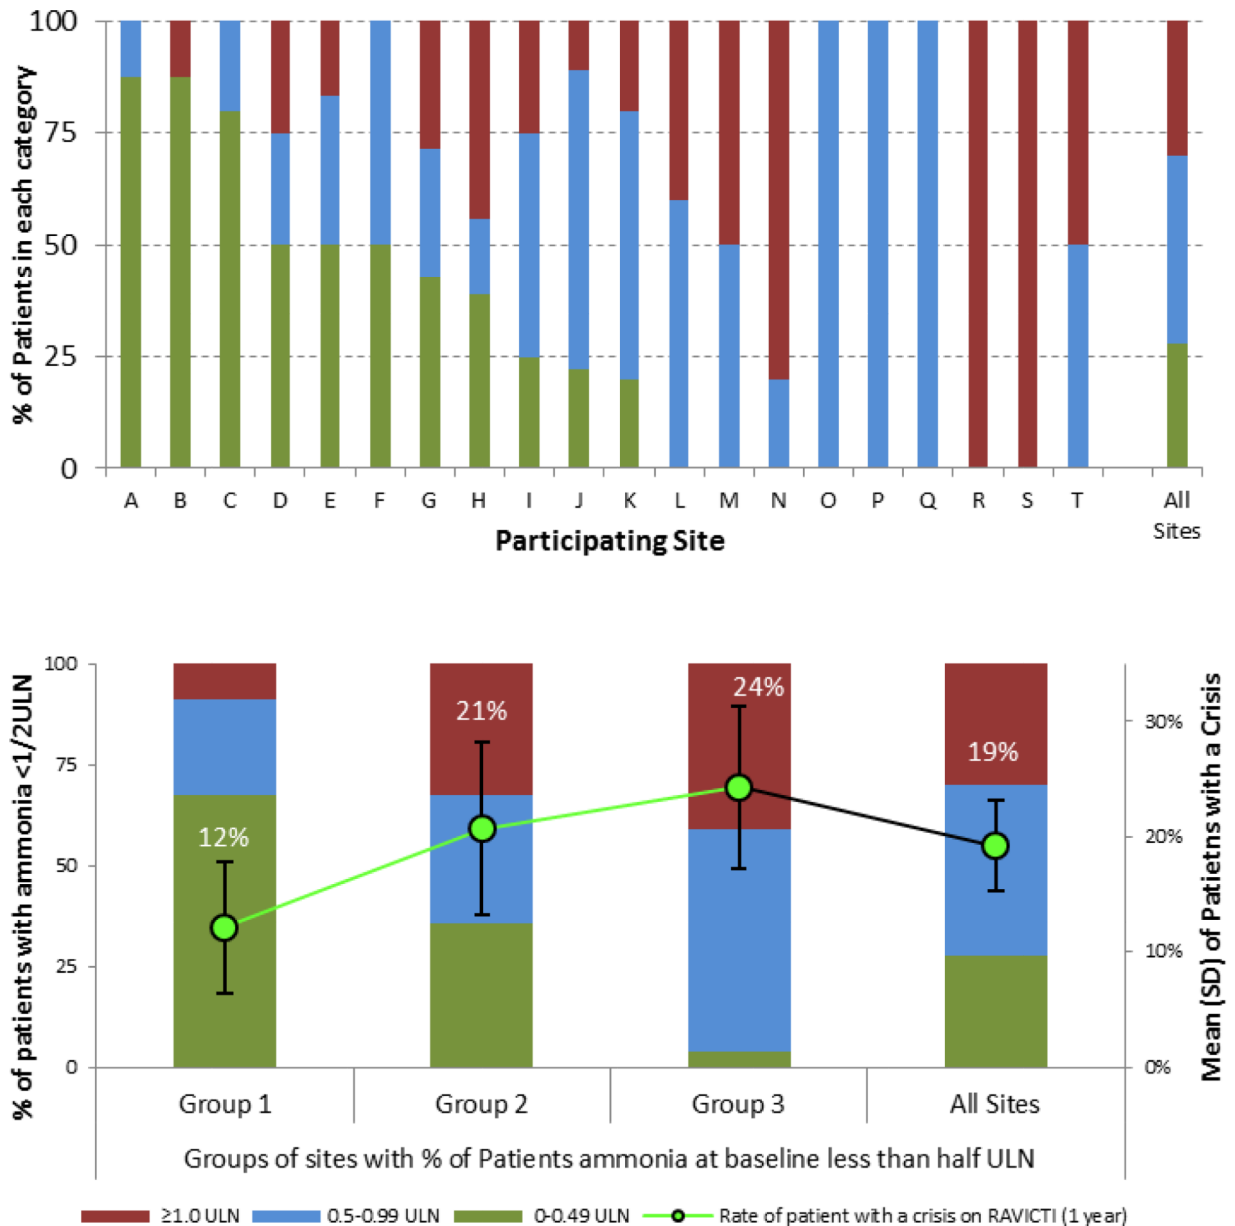 % of Patients in each category
100
75
50
25
0
A B C D E F G H I J K L M N O P Q R S T All
Sites
Participating Site
% of patients with ammonia <1/2ULN
100
75
50
25
0
12%
21%
24%
19%
30%
20%
10%
0%
Mean (SD) of Patietns with a Crisis
Group 1 Group 2 Group 3 All Sites
Groups of sites with % of Patients ammonia at baseline less than half ULN
≥1.0 ULN 0.5-0.99 ULN 0-0.49 ULN Rate of patient with a crisis on RAVICTI (1 year)